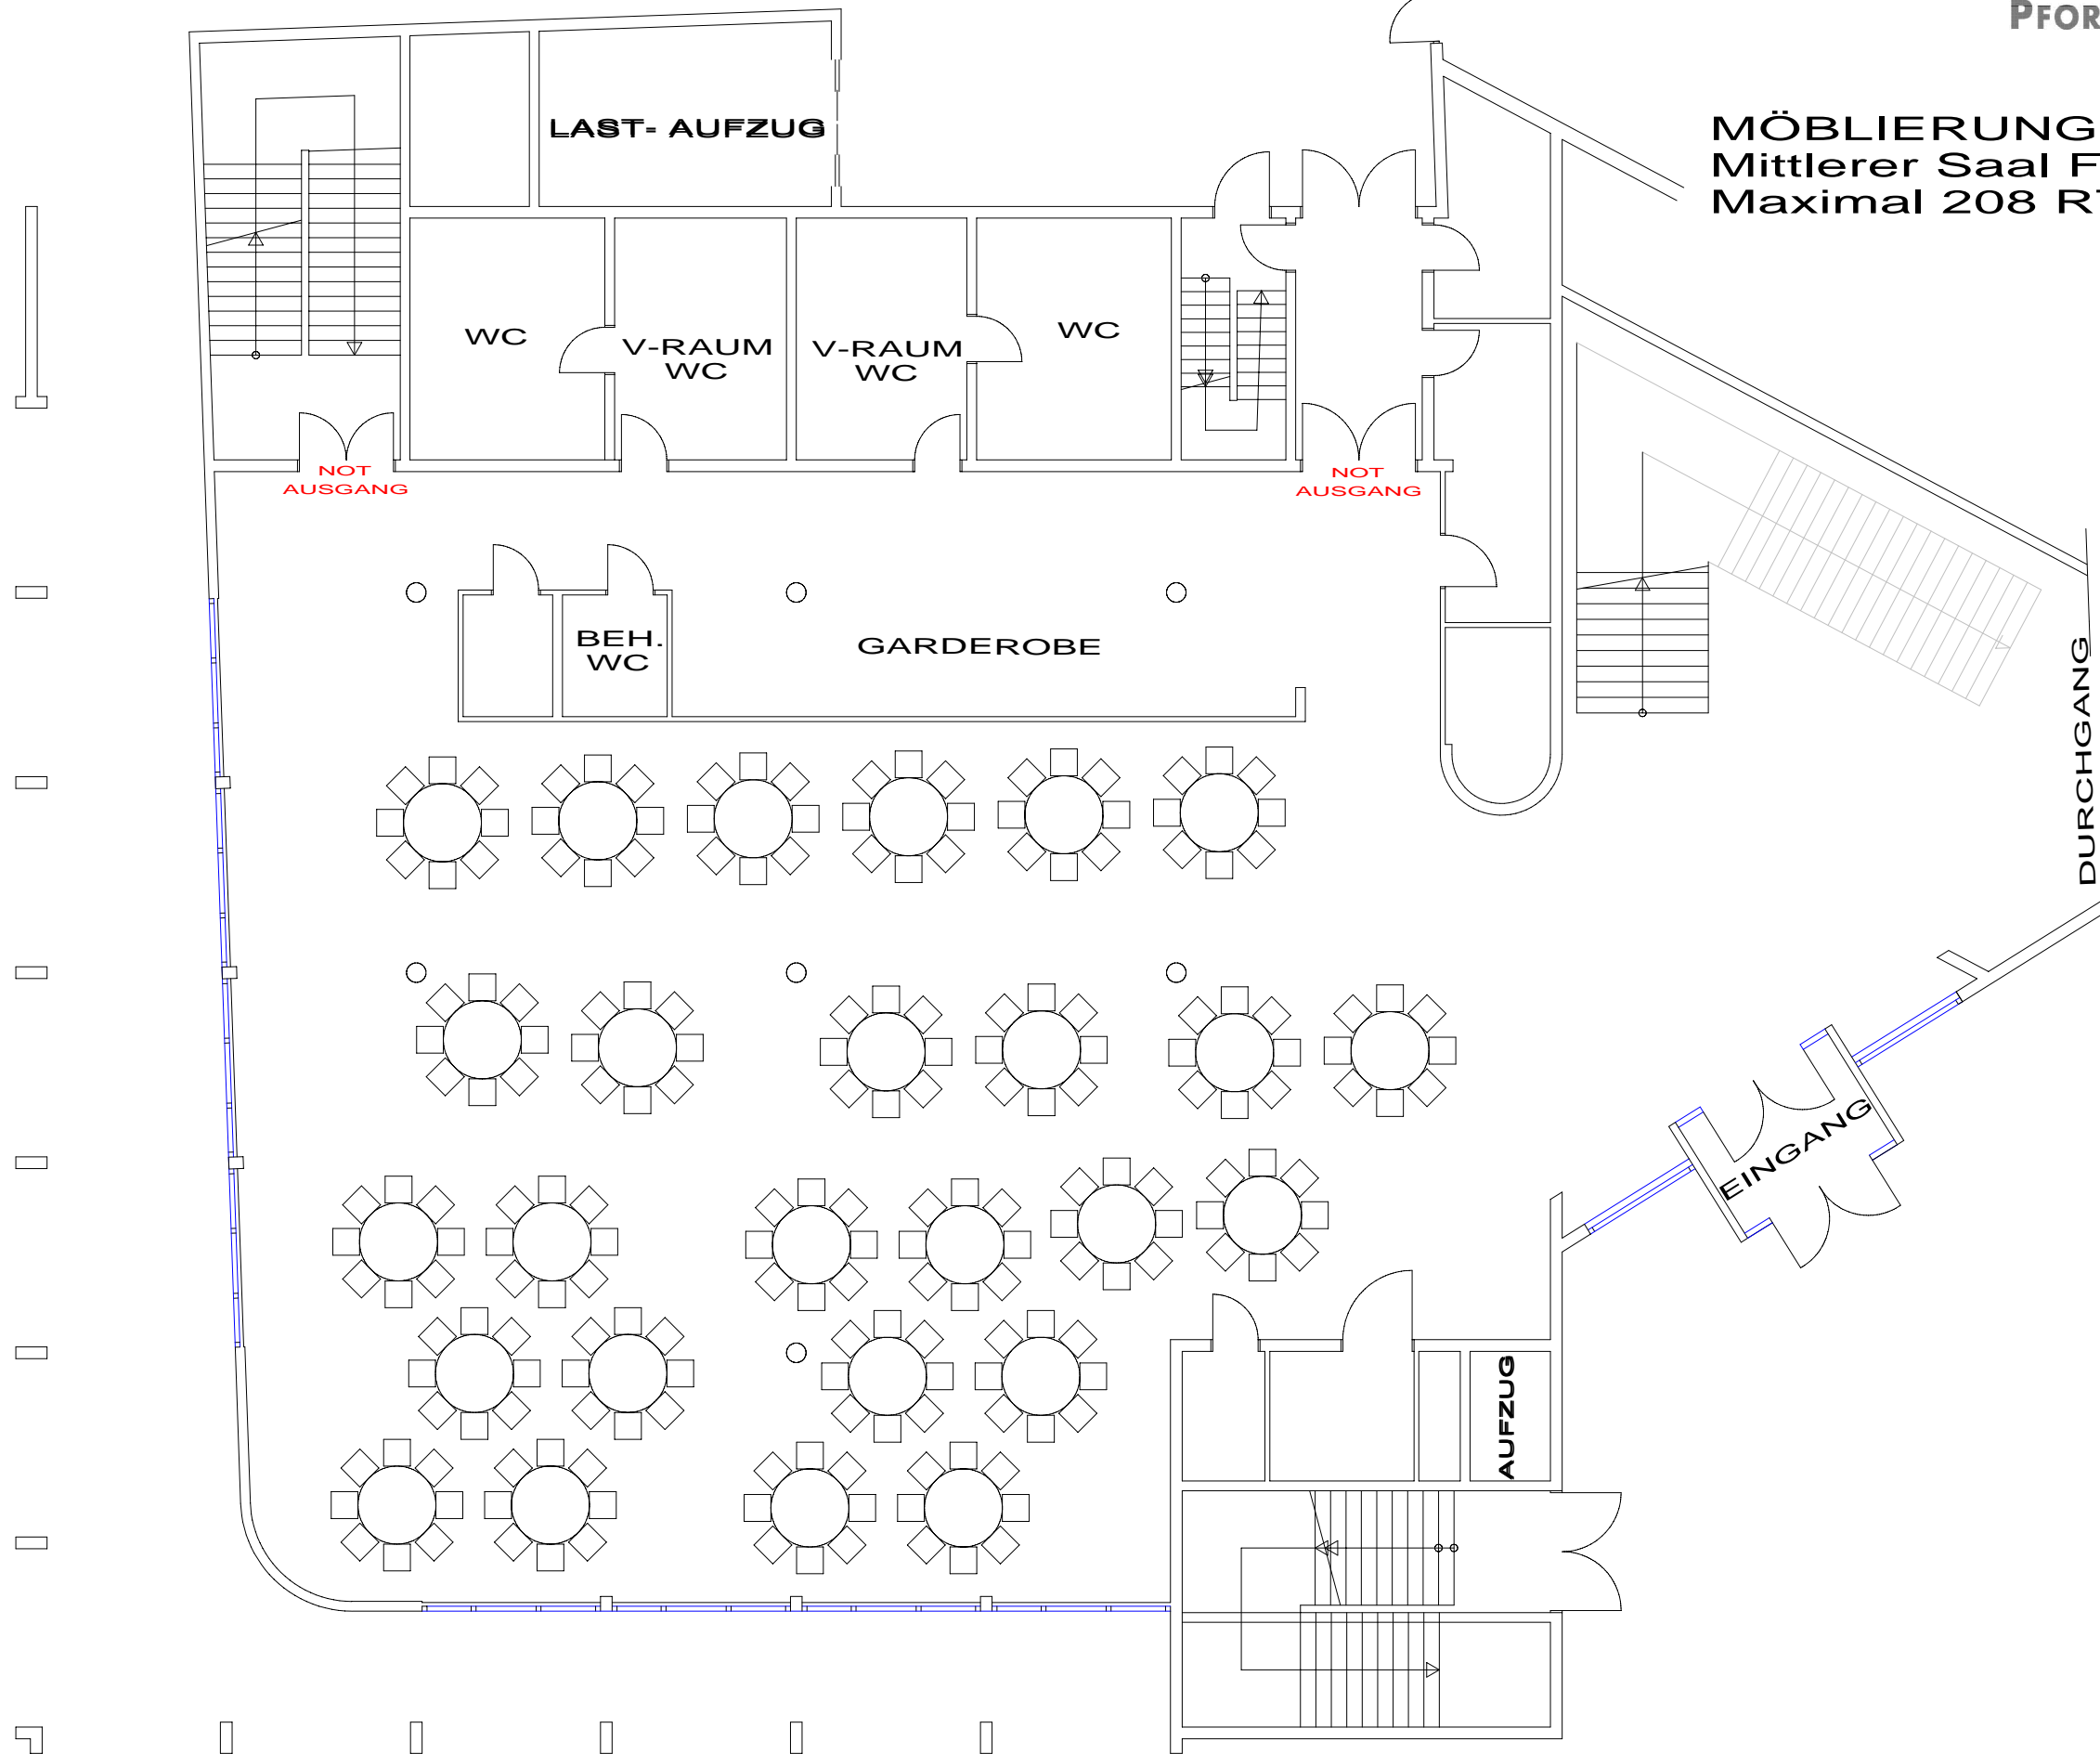 PFOR
MÖBLIERUNG
Mittlerer Saal F
Maximal 208 R
LAST- AUFZUG
WC
V-RAUM
WC
V-RAUM
WC
WC
NOT
AUSGANG
NOT
AUSGANG
BEH.
WC
GARDEROBE
DURCHGANG
EINGANG
AUFZUG